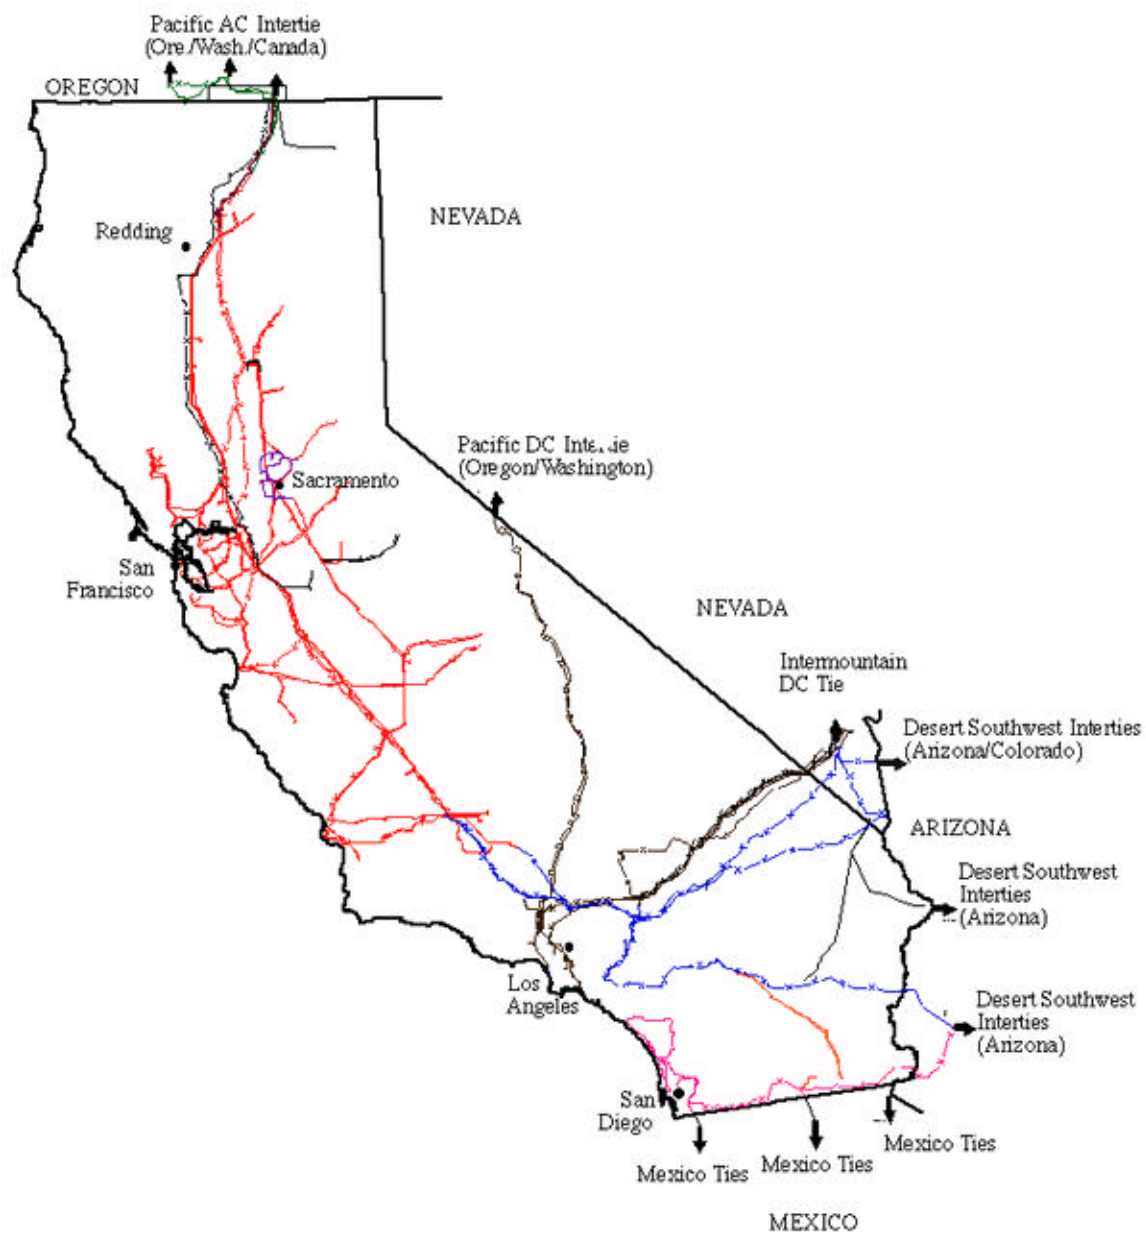 Pacific AC Intertie
(Ore./Wash./Canada)
OREGON
NEVADA
Redding
Pacific DC
(Oregon/Washington)
Sacramento
San
Francisco
NEVADA
Intermountain
DC Tie
Desert Southwest Interties
(Arizona/Colorado)
ARIZONA
Desert Southwest
Interties
(Arizona)
Los
Angeles
Desert Southwest
Interties
(Arizona)
San
Diego
Mexico Ties
Mexico Ties
Mexico Ties
MEXICO